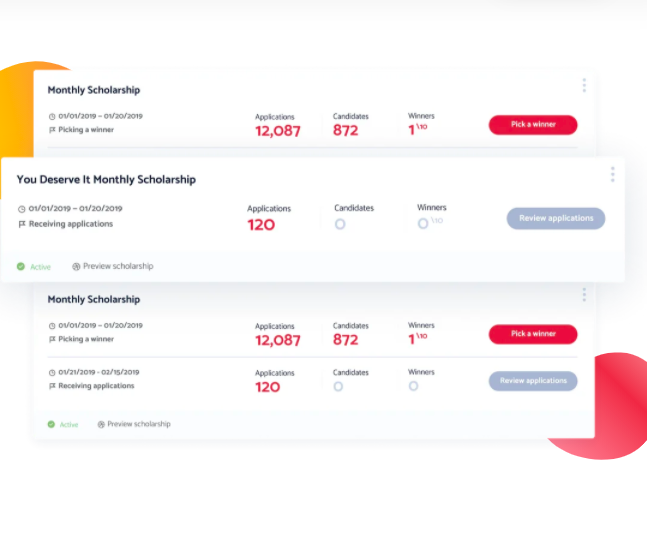 Monthly Scholarship
01/01/2019 – 01/20/2019
Picking a winner
Applications
12,087
Candidates
872
Winners
1 \10
Pick a winner
You Deserve It Monthly Scholarship
01/01/2019 – 01/20/2019
Receiving applications
Applications
120
Candidates
0
Winners
0 \10
Review applications
Active
Preview scholarship
Monthly Scholarship
01/01/2019 – 01/20/2019
Picking a winner
Applications
12,087
Candidates
872
Winners
1 \10
Pick a winner
01/21/2019 - 02/15/2019
Receiving applications
Applications
120
Candidates
0
Winners
0
Review applications
Active
Preview scholarship